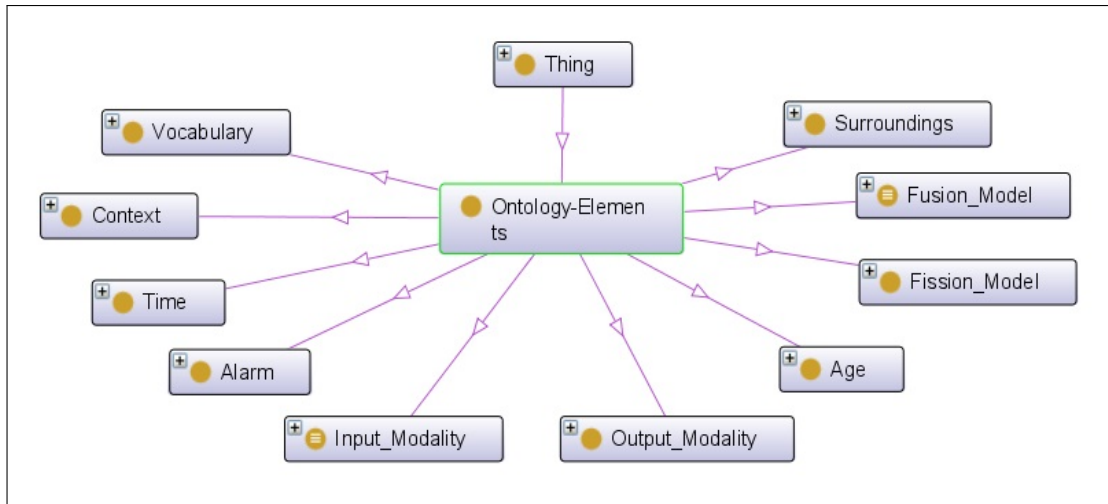 Thing
Vocabulary
Surroundings
Context
Ontology-Elemen
ts
Fusion_Model
Time
Fission_Model
Alarm
Age
Input_Modality
Output_Modality